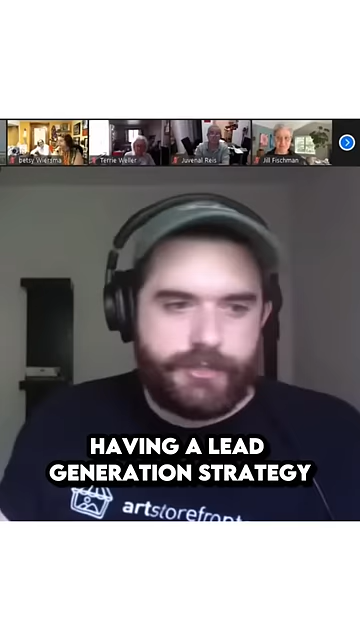 betsy Wiersma
Terrie Weller
Juvenal Reis
Jill Fischman
HAVING A LEAD
GENERATION STRATEGY
artstorefront